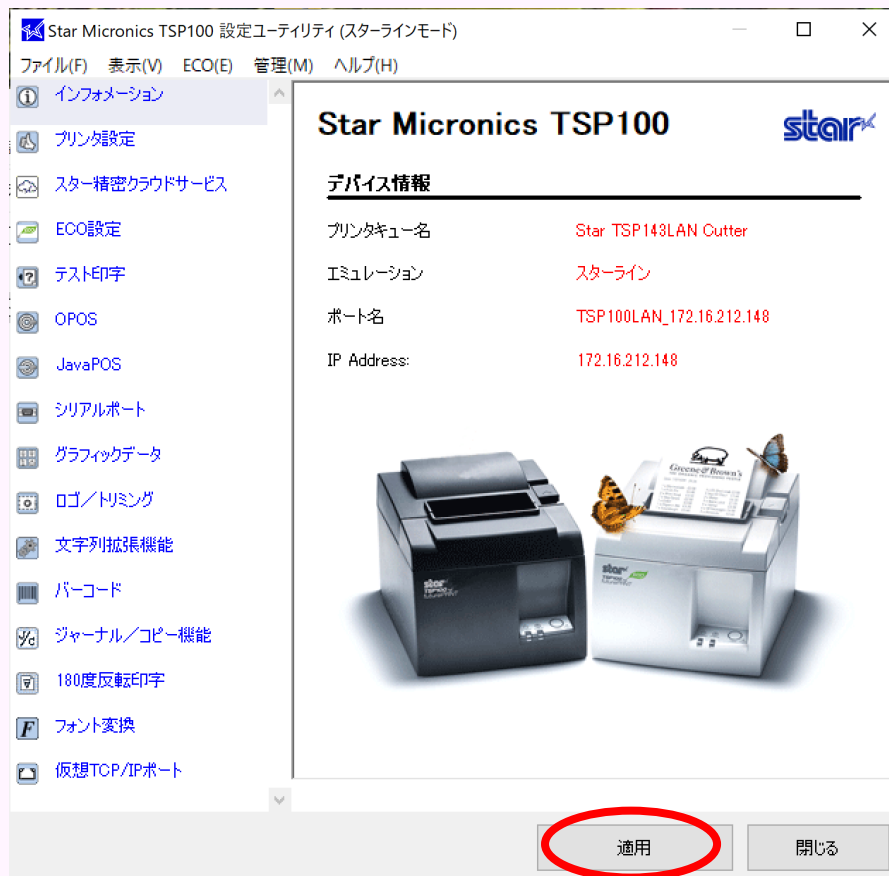 Star Micronics TSP100 設定ユーティリティ (スターラインモード)
ファイル(F) 表示(V) ECO(E) 管理(M) ヘルプ(H)
インフォメーション
プリンタ設定
スター精密クラウドサービス
ECO設定
テスト印字
OPOS
JavaPOS
シリアルポート
グラフィックデータ
ロゴ／トリミング
文字列拡張機能
バーコード
ジャーナル／コピー機能
180度反転印字
フォント変換
仮想TCP/IPポート
Star Micronics TSP100
star
デバイス情報
プリンタキュー名 Star TSP143LAN Cutter
エミュレーション スターライン
ポート名 TSP100LAN_172.16.212.148
IP Address: 172.16.212.148
Greene & Brown's
star
TSP100
star
TSP100
適用
閉じる